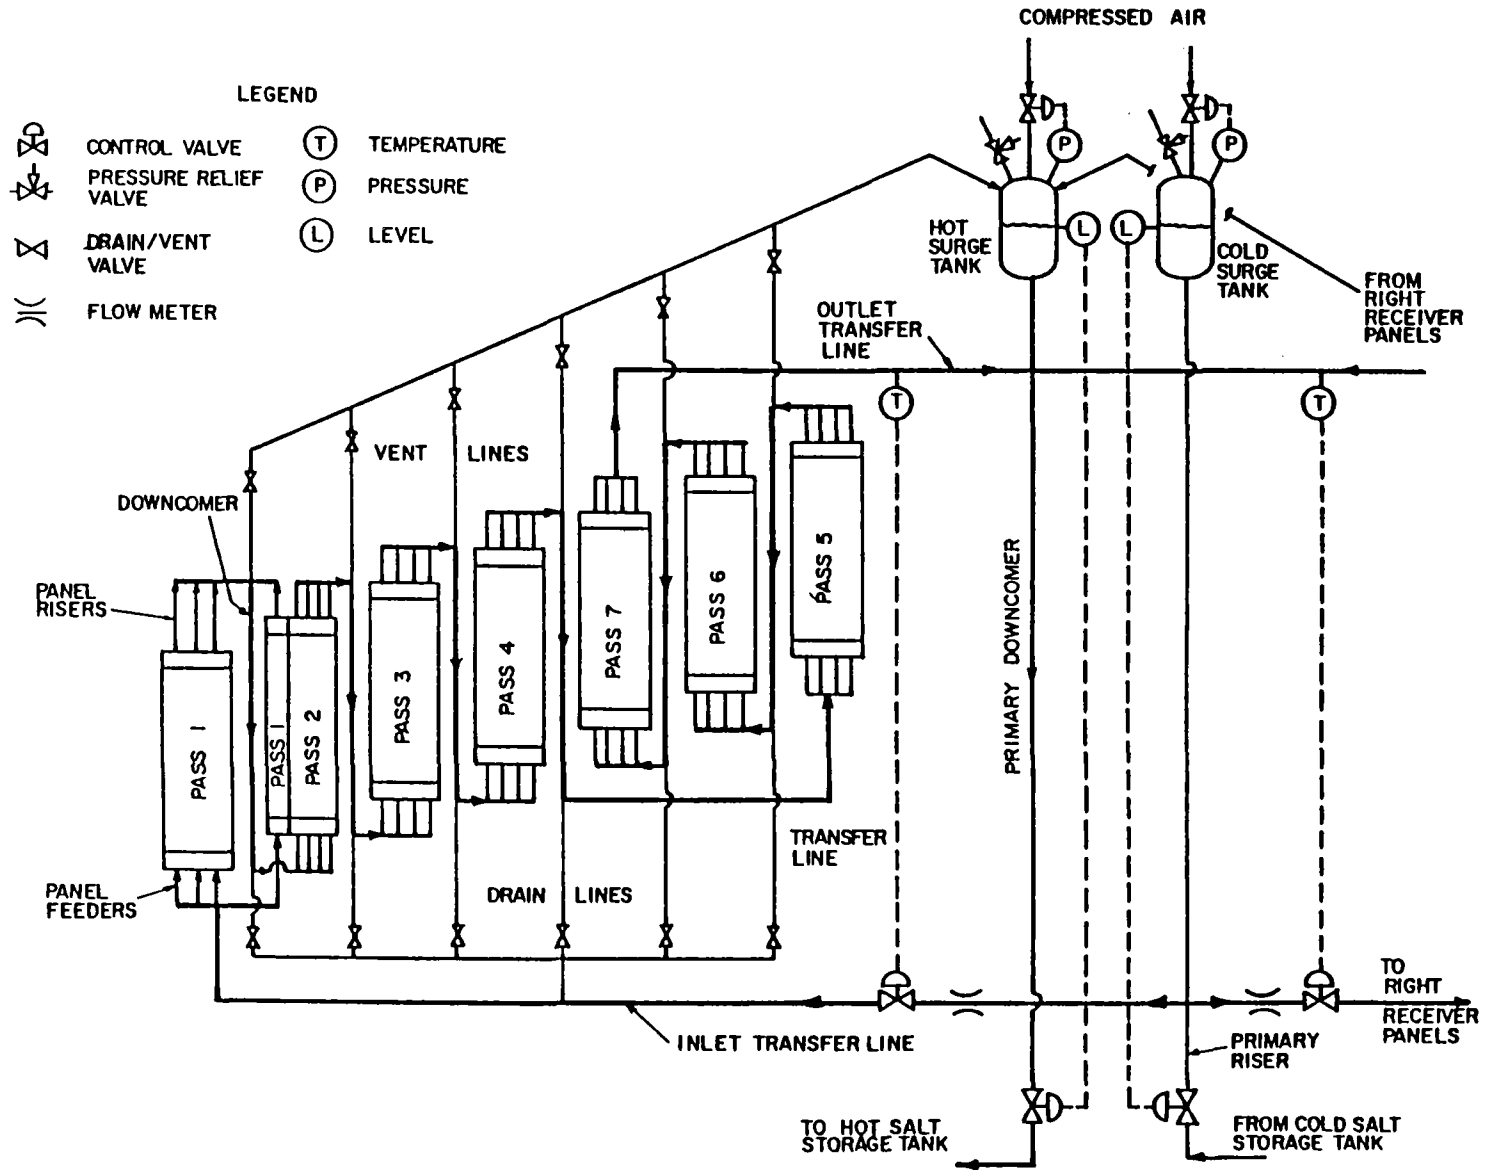 COMPRESSED AIR
LEGEND
CONTROL VALVE
PRESSURE RELIEF
VALVE
DRAIN/VENT
VALVE
FLOW METER
T
TEMPERATURE
P
PRESSURE
L
LEVEL
P
P
L
L
HOT
SURGE
TANK
COLD
SURGE
TANK
FROM
RIGHT
RECEIVER
PANELS
OUTLET
TRANSFER
LINE
T
T
VENT LINES
DOWNCOMER
PANEL
RISERS
PASS 1
PASS 1
PASS 2
PASS 3
PASS 4
PASS 7
PASS 6
PASS 5
PRIMARY DOWNCOMER
TRANSFER
LINE
PANEL
FEEDERS
DRAIN LINES
INLET TRANSFER LINE
TO
RIGHT
RECEIVER
PANELS
PRIMARY
RISER
TO HOT SALT
STORAGE TANK
FROM COLD SALT
STORAGE TANK